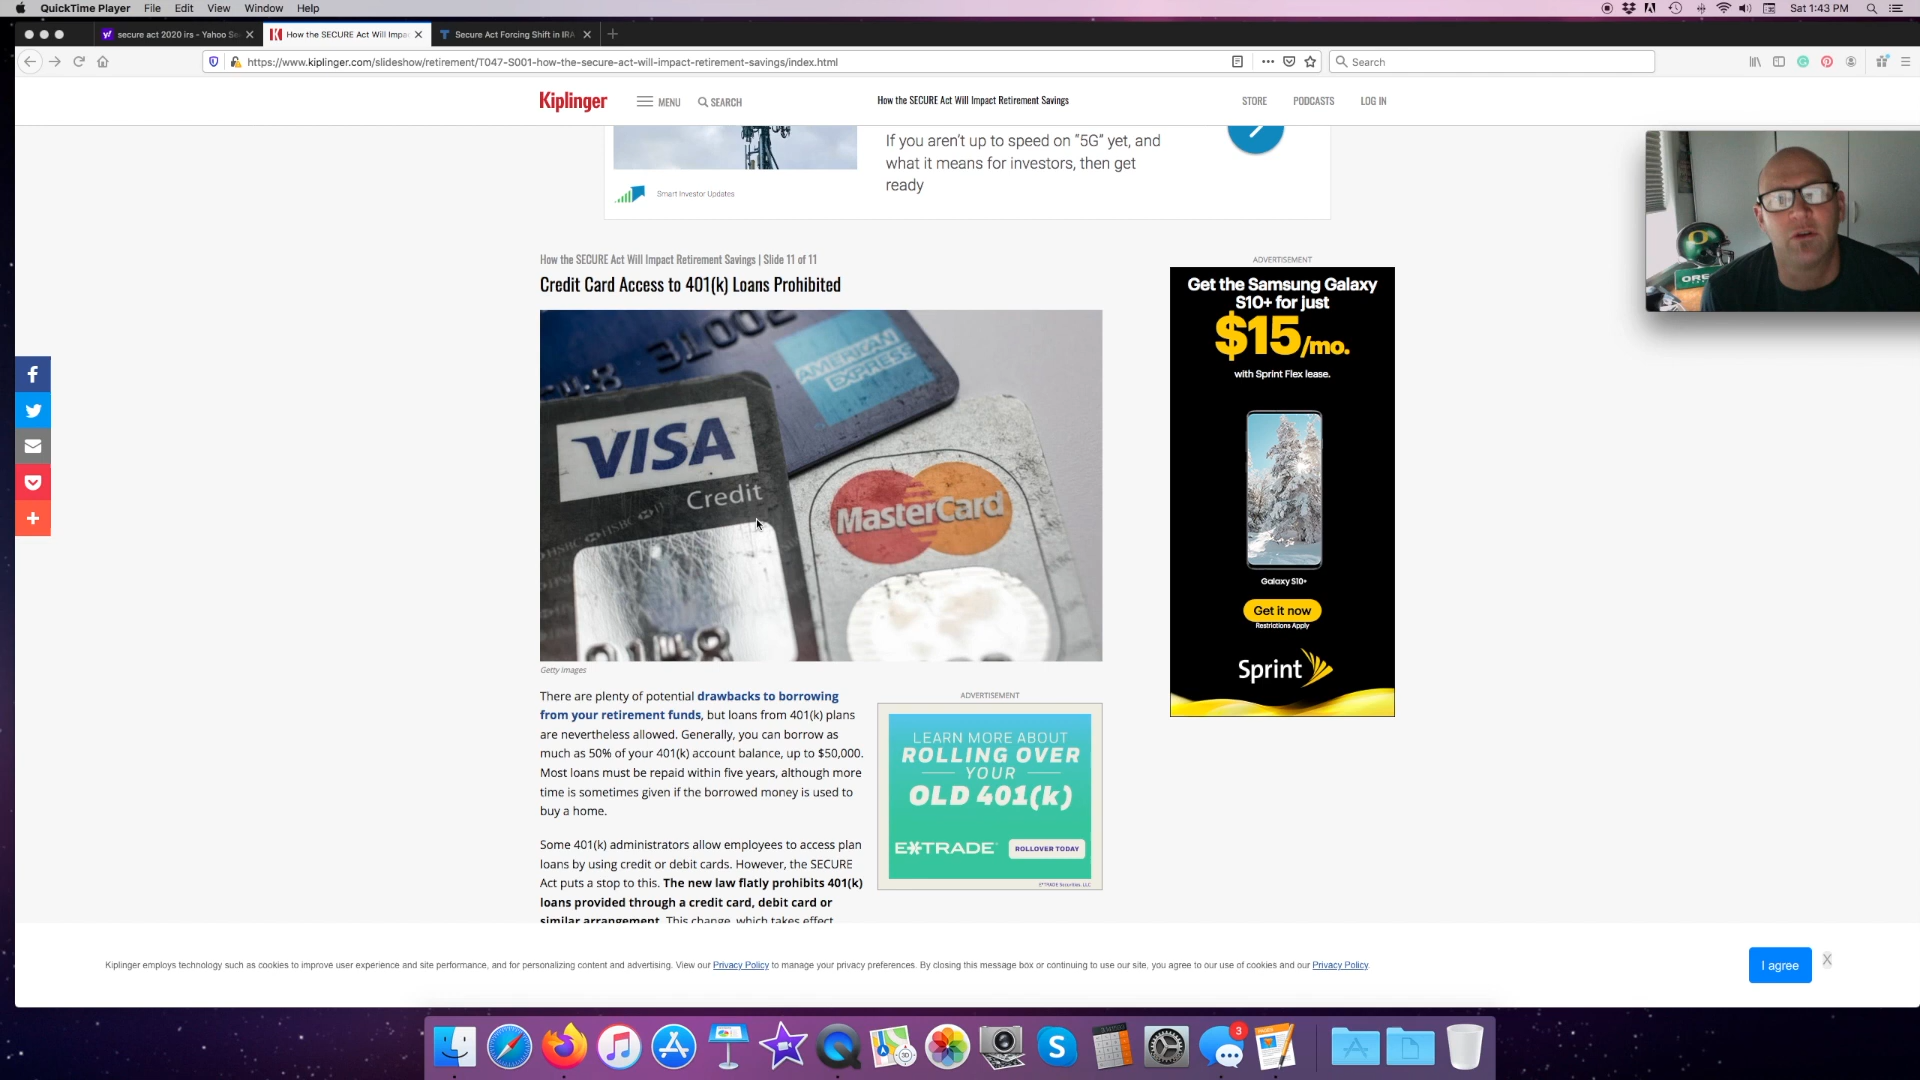 QuickTime Player File Edit View Window Help
Sat 1:43 PM
secure act 2020 irs - Yahoo Se
How the SECURE Act Will Impa
Secure Act Forcing Shift in IRA
https://www.kiplinger.com/slideshow/retirement/T047-S001-how-the-secure-act-will-impact-retirement-savings/index.html
Search
Kiplinger
MENU
SEARCH
How the SECURE Act Will Impact Retirement Savings
STORE
PODCASTS
LOG IN
If you aren't up to speed on "5G" yet, and
what it means for investors, then get
ready
Smart Investor Updates
How the SECURE Act Will Impact Retirement Savings | Slide 11 of 11
Credit Card Access to 401(k) Loans Prohibited
31002
AMERICAN
EXPRESS
VISA
Credit
MasterCard
HSBC
Getty Images
There are plenty of potential drawbacks to borrowing
from your retirement funds, but loans from 401(k) plans
are nevertheless allowed. Generally, you can borrow as
much as 50% of your 401(k) account balance, up to $50,000.
Most loans must be repaid within five years, although more
time is sometimes given if the borrowed money is used to
buy a home.
Some 401(k) administrators allow employees to access plan
loans by using credit or debit cards. However, the SECURE
Act puts a stop to this. The new law flatly prohibits 401(k)
loans provided through a credit card, debit card or
similar arrangement. This change, which takes effect
ADVERTISEMENT
LEARN MORE ABOUT
ROLLING OVER
YOUR
OLD 401(k)
E*TRADE
ROLLOVER TODAY
E*TRADE Securities, LLC
ADVERTISEMENT
Get the Samsung Galaxy
S10+ for just
$15/mo.
with Sprint Flex lease.
Galaxy S10+
Get it now
Restrictions Apply
Sprint
O
ORE
Kiplinger employs technology such as cookies to improve user experience and site performance, and for personalizing content and advertising. View our Privacy Policy to manage your privacy preferences. By closing this message box or continuing to use our site, you agree to our use of cookies and our Privacy Policy.
I agree
X
3